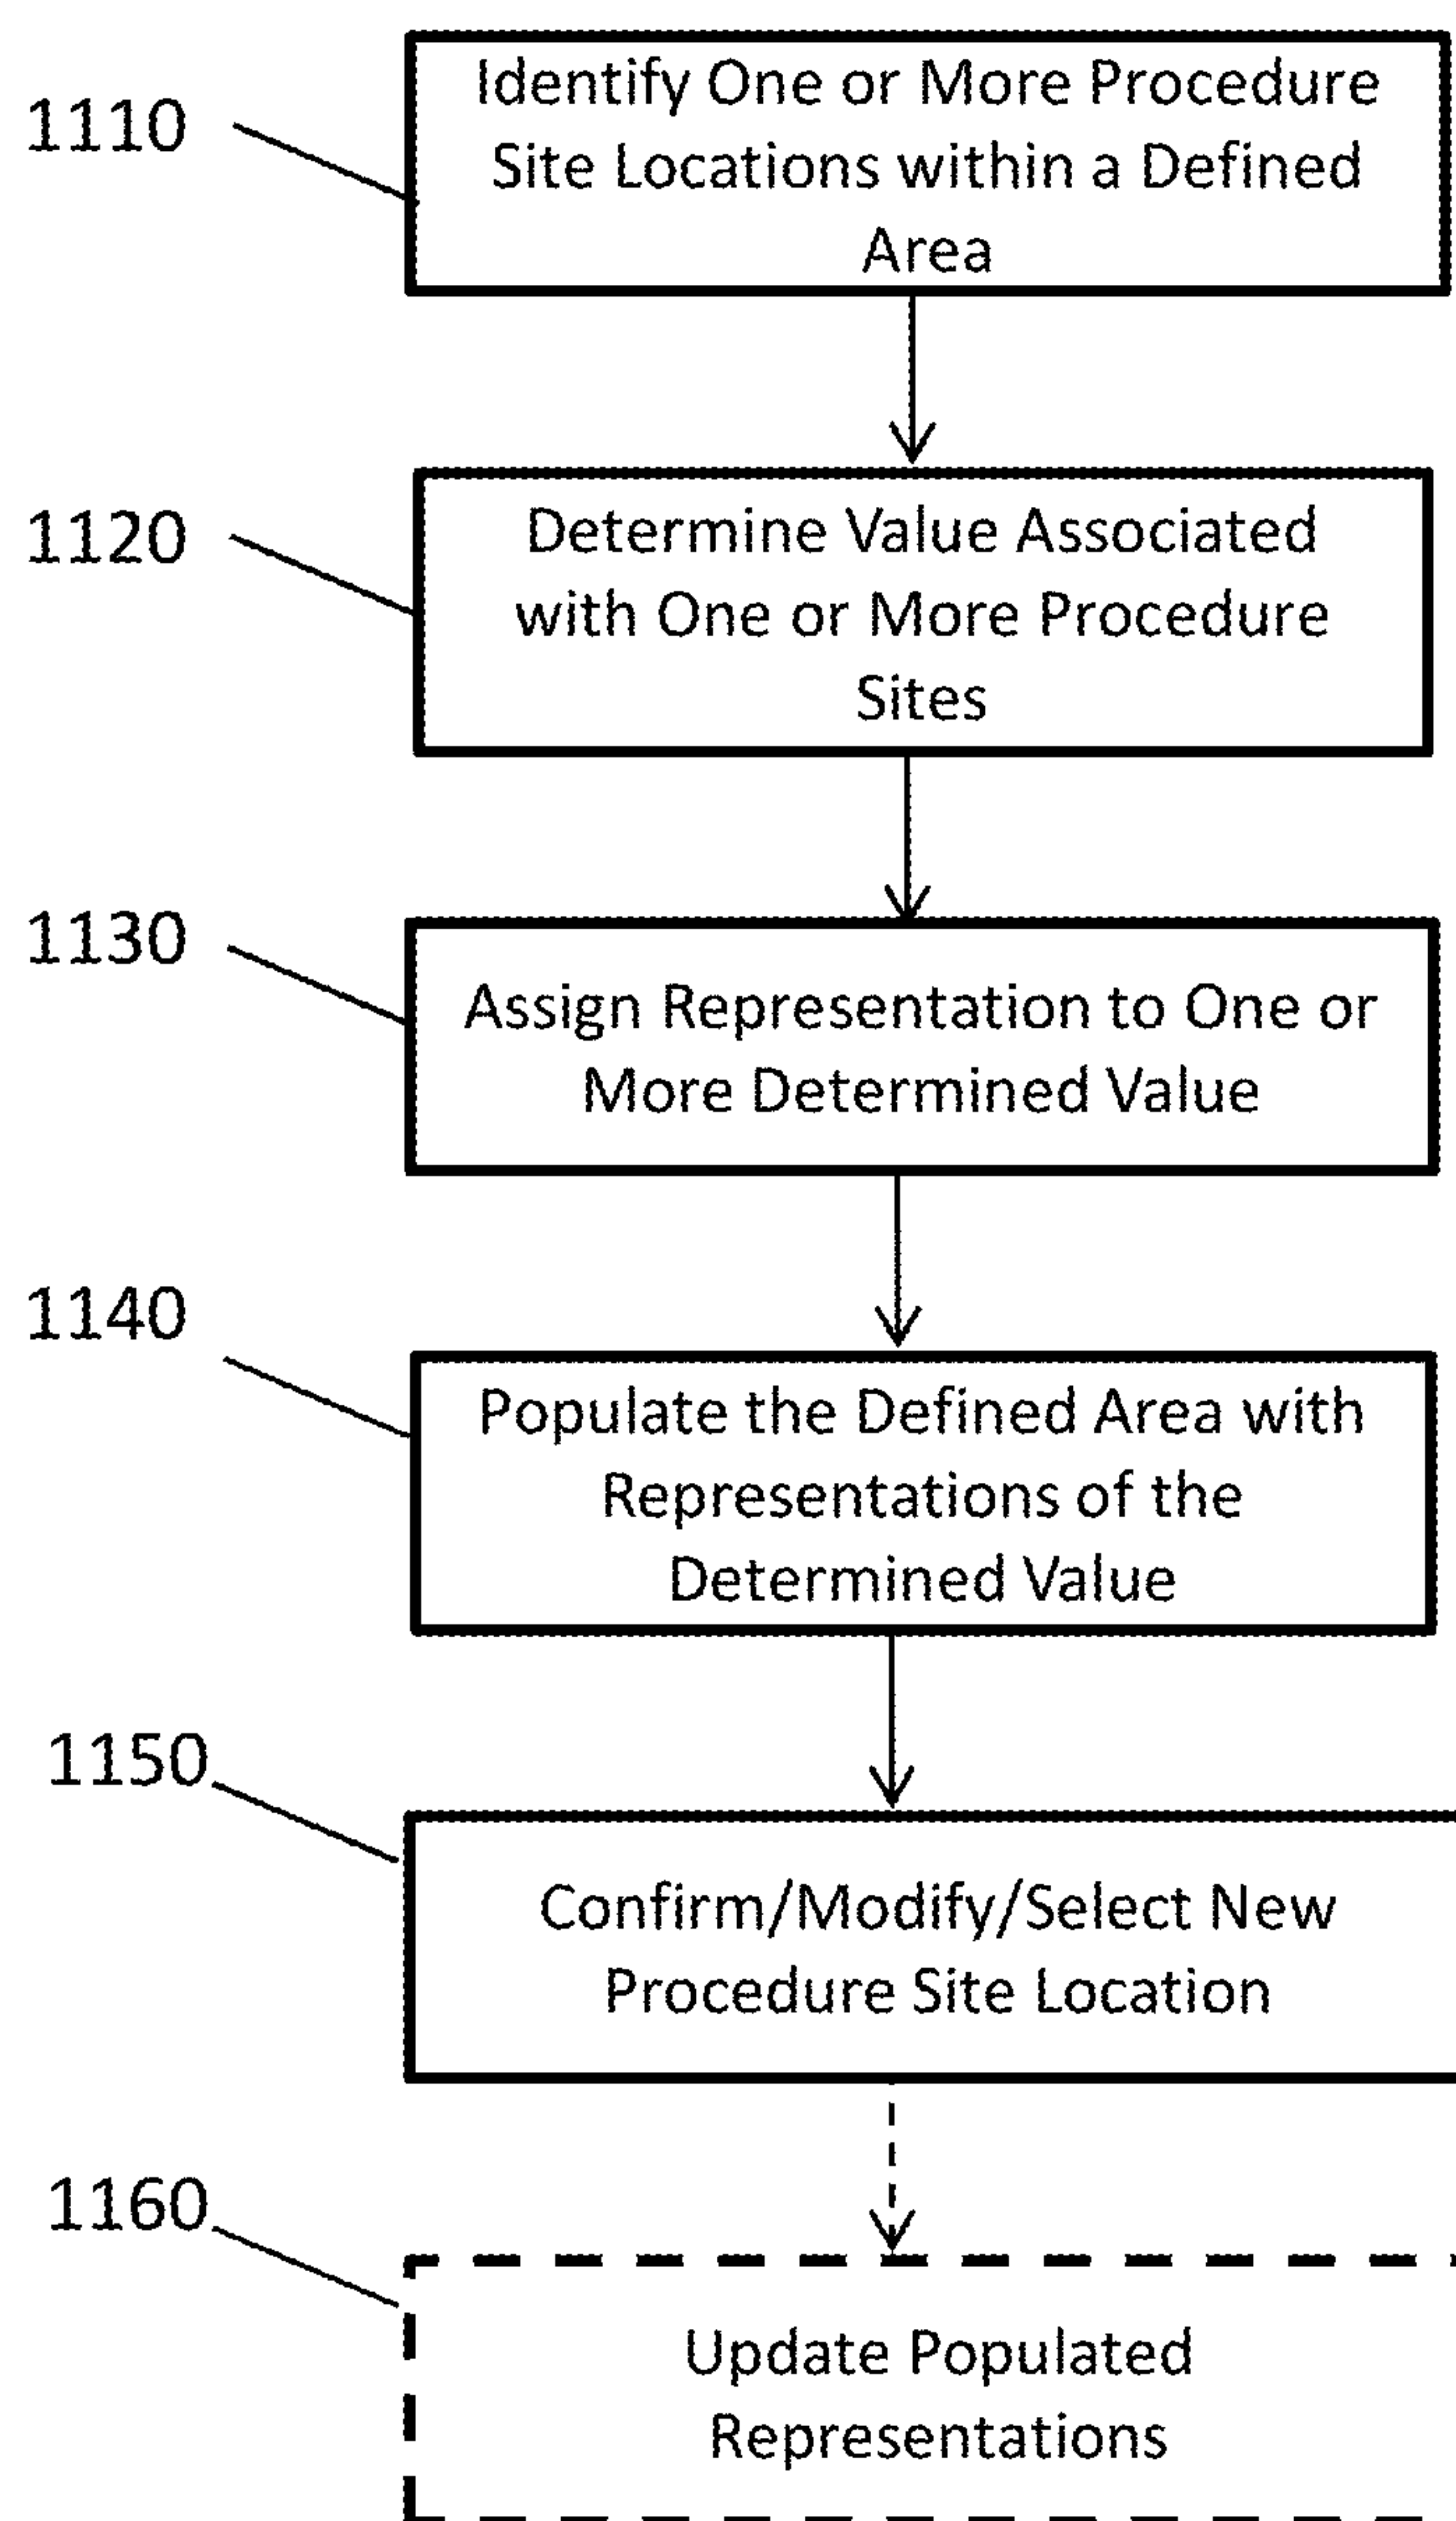 1110
Identify One or More Procedure
Site Locations within a Defined
Area
1120
Determine Value Associated
with One or More Procedure
Sites
1130
Assign Representation to One or
More Determined Value
1140
Populate the Defined Area with
Representations of the
Determined Value
1150
Confirm/Modify/Select New
Procedure Site Location
1160
Update Populated
Representations